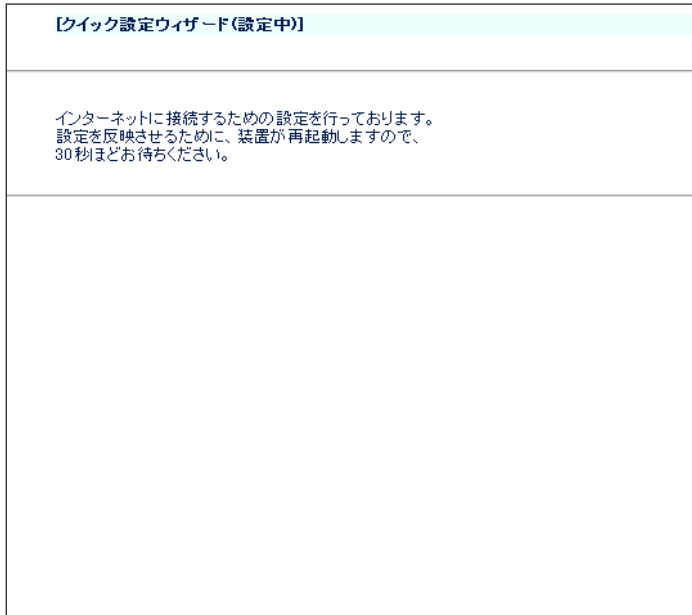 [クイック設定ウィザード(設定中)]
インターネットに接続するための設定を行っております。
設定を反映させるために、装置が再起動しますので、
30秒ほどお待ちください。